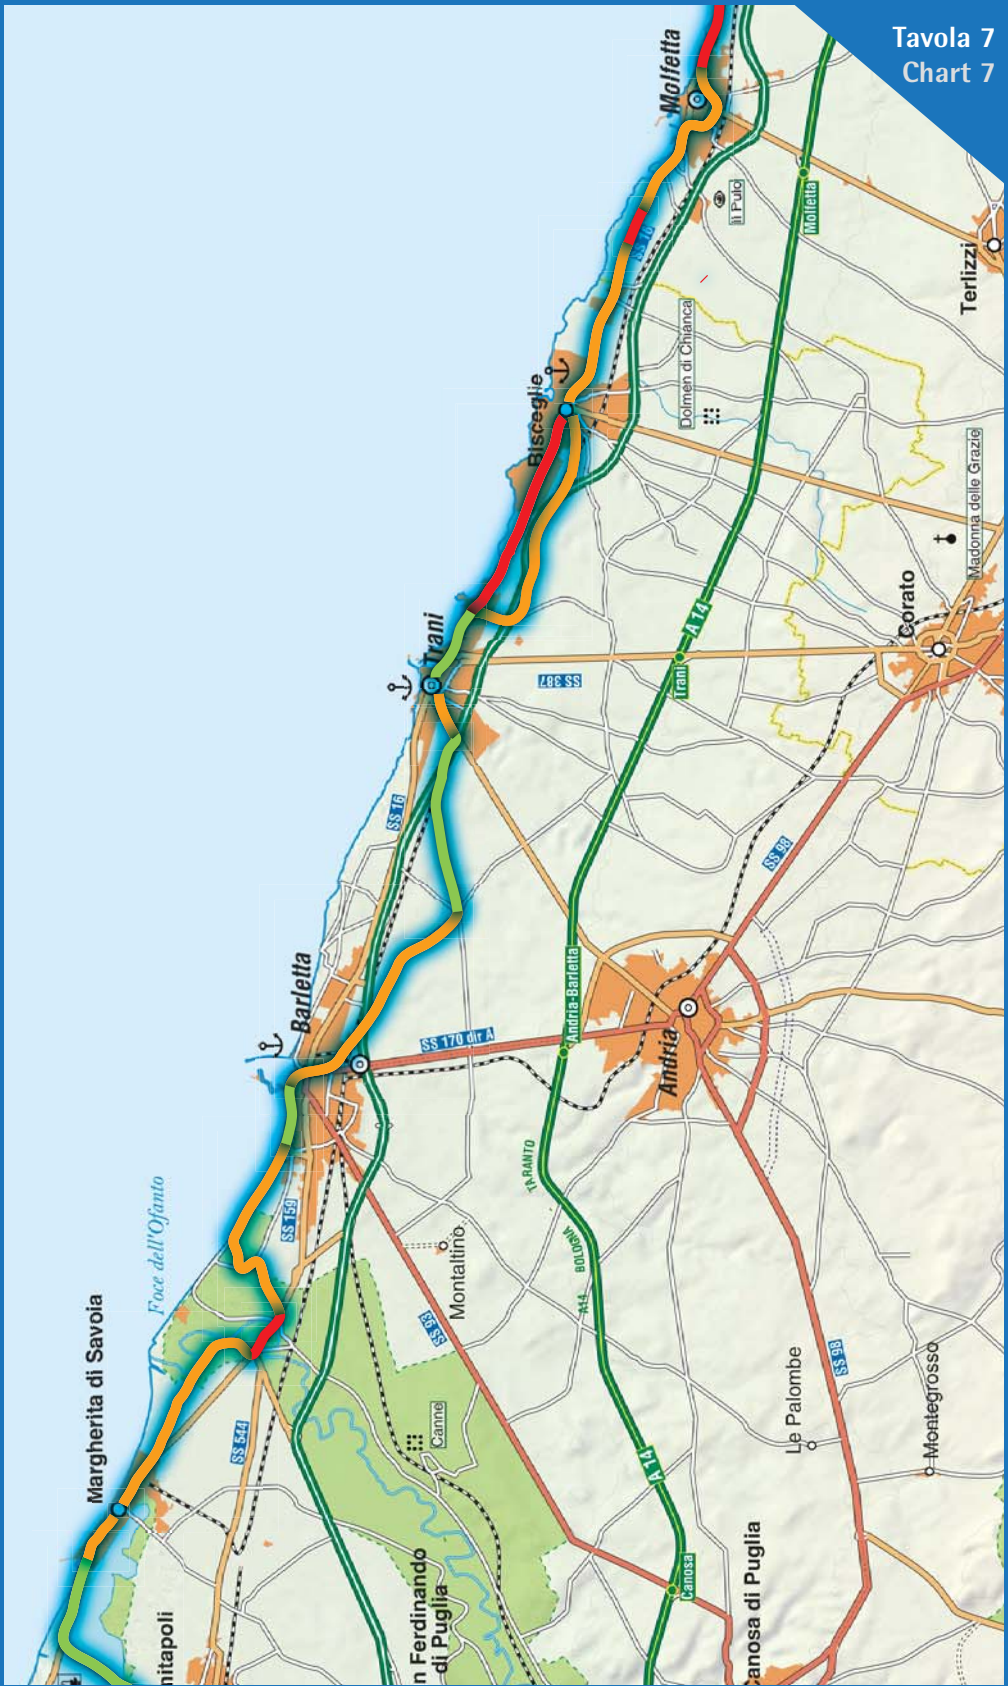 Tavola 7
Chart 7
Molfetta
Il Pulo
Molfetta
Terlizzi
SS 16
Dolmen di Chianca
Bisceglie
Madonna delle Grazie
Corato
A 14
Trani
Trani
SS 387
SS 16
SS 98
Barletta
Andria-Barletta
SS 170 dir A
Andria
TARANTO
BOLOGNA
A14
Foce dell'Ofanto
SS 159
Montaltino
SS 93
Margherita di Savoia
SS 544
Canne
Le Palombe
SS 98
Montegrosso
A 14
Canosa
Canosa di Puglia
n Ferdinando
di Puglia
nitapoli